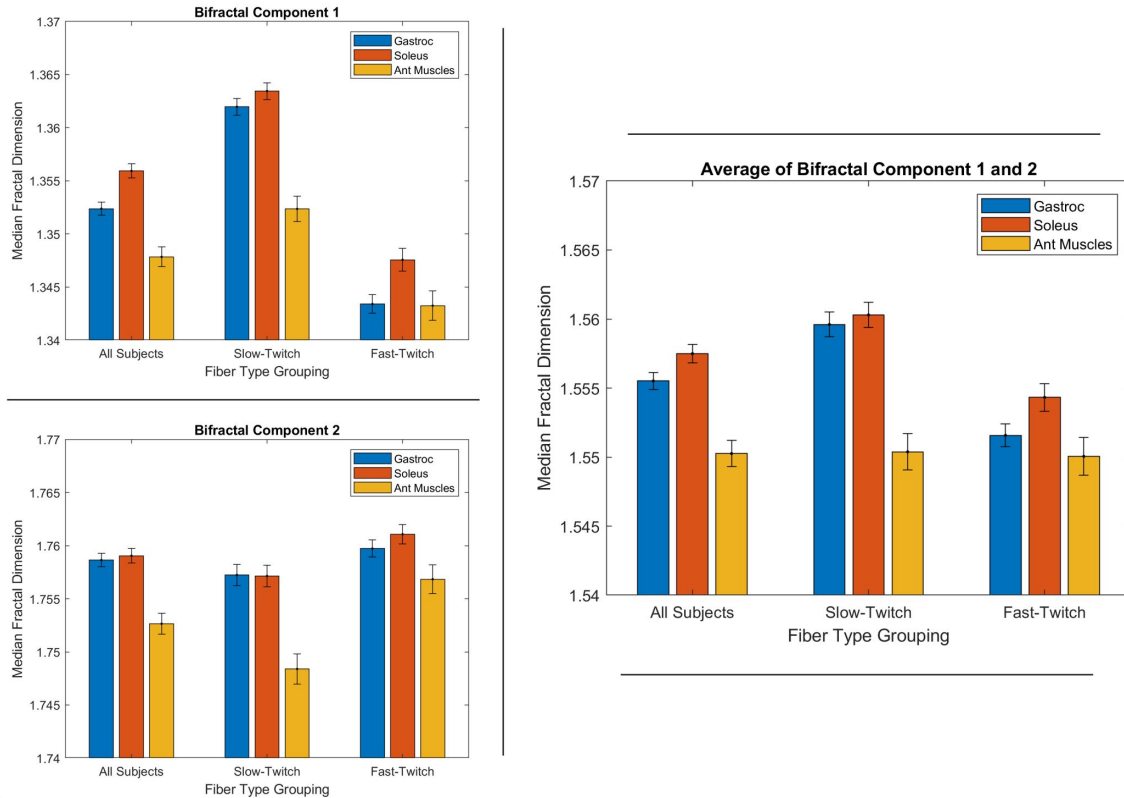 Bifractal Component 1
1.37
1.365
1.36
1.355
1.35
1.345
1.34
Median Fractal Dimension
Gastroc
Soleus
Ant Muscles
All Subjects
Slow-Twitch
Fast-Twitch
Fiber Type Grouping
Bifractal Component 2
1.77
1.765
1.76
1.755
1.75
1.745
1.74
Median Fractal Dimension
Gastroc
Soleus
Ant Muscles
All Subjects
Slow-Twitch
Fast-Twitch
Fiber Type Grouping
Average of Bifractal Component 1 and 2
1.57
1.565
1.56
1.555
1.55
1.545
1.54
Median Fractal Dimension
Gastroc
Soleus
Ant Muscles
All Subjects
Slow-Twitch
Fast-Twitch
Fiber Type Grouping